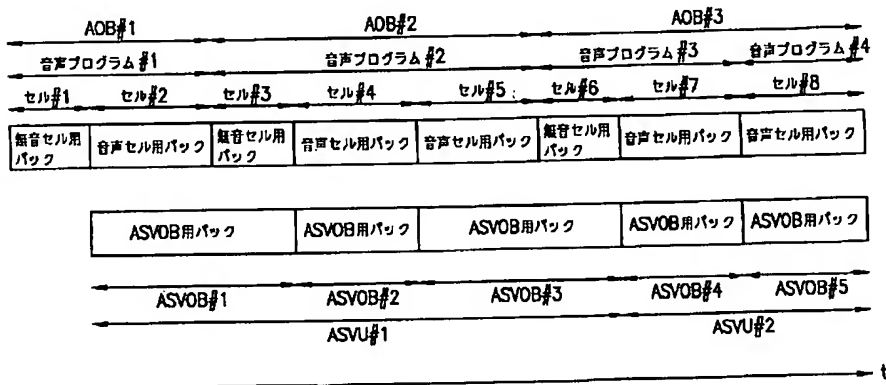 AOB#1 AOB#2 AOB#3
音声プログラム#1 音声プログラム#2 音声プログラム#3 音声プログラム#4
セル#1 セル#2 セル#3 セル#4 セル#5 セル#6 セル#7 セル#8
無音セル用パック 音声セル用パック 無音セル用パック 音声セル用パック 音声セル用パック 無音セル用パック 音声セル用パック 音声セル用パック
ASVOB用パック ASVOB用パック ASVOB用パック ASVOB用パック ASVOB用パック
ASVOB#1 ASVOB#2 ASVOB#3 ASVOB#4 ASVOB#5
ASVU#1 ASVU#2
t